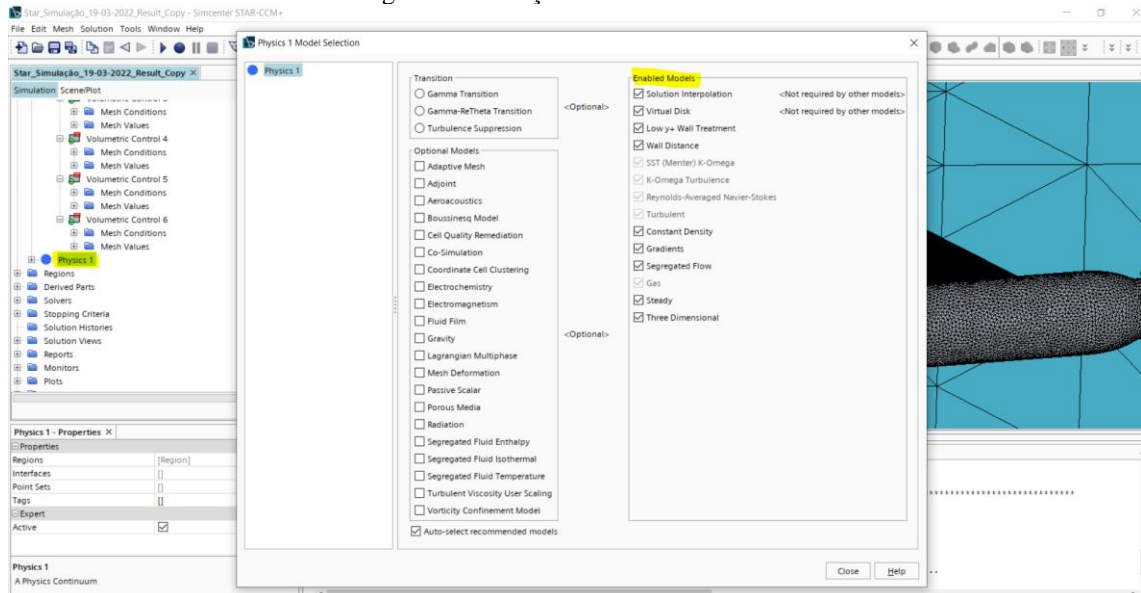 Star_Simulação_19-03-2022_Result_Copy - Simcenter STAR-CCM+
File Edit Mesh Solution Tools Window Help
Star_Simulação_19-03-2022_Result_Copy ×
Simulation Scene/Plot
Mesh Conditions
Mesh Values
Volumetric Control 4
Mesh Conditions
Mesh Values
Volumetric Control 5
Mesh Conditions
Mesh Values
Volumetric Control 6
Mesh Conditions
Mesh Values
Physics 1
Regions
Derived Parts
Solvers
Stopping Criteria
Solution Histories
Solution Views
Reports
Monitors
Plots
Physics 1 - Properties ×
Properties
Regions [Region]
Interfaces []
Point Sets []
Tags []
Expert
Active
Physics 1
A Physics Continuum
Physics 1 Model Selection
Physics 1
Transition
Gamma Transition
Gamma-ReTheta Transition
Turbulence Suppression
<Optional>
Optional Models
Adaptive Mesh
Adjoint
Aeroacoustics
Boussinesq Model
Cell Quality Remediation
Co-Simulation
Coordinate Cell Clustering
Electrochemistry
Electromagnetism
Fluid Film
Gravity
Lagrangian Multiphase
Mesh Deformation
Passive Scalar
Porous Media
Radiation
Segregated Fluid Enthalpy
Segregated Fluid Isothermal
Segregated Fluid Temperature
Turbulent Viscosity User Scaling
Vorticity Confinement Model
<Optional>
Auto-select recommended models
Enabled Models
Solution Interpolation <Not required by other models>
Virtual Disk <Not required by other models>
Low y+ Wall Treatment
Wall Distance
SST (Menter) K-Omega
K-Omega Turbulence
Reynolds-Averaged Navier-Stokes
Turbulent
Constant Density
Gradients
Segregated Flow
Gas
Steady
Three Dimensional
Close Help